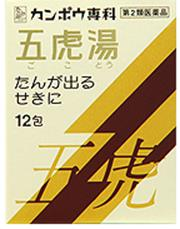 カンポウ専科 第2類医薬品
五虎湯
ごことう
たんが出る
せきに
12包
五虎